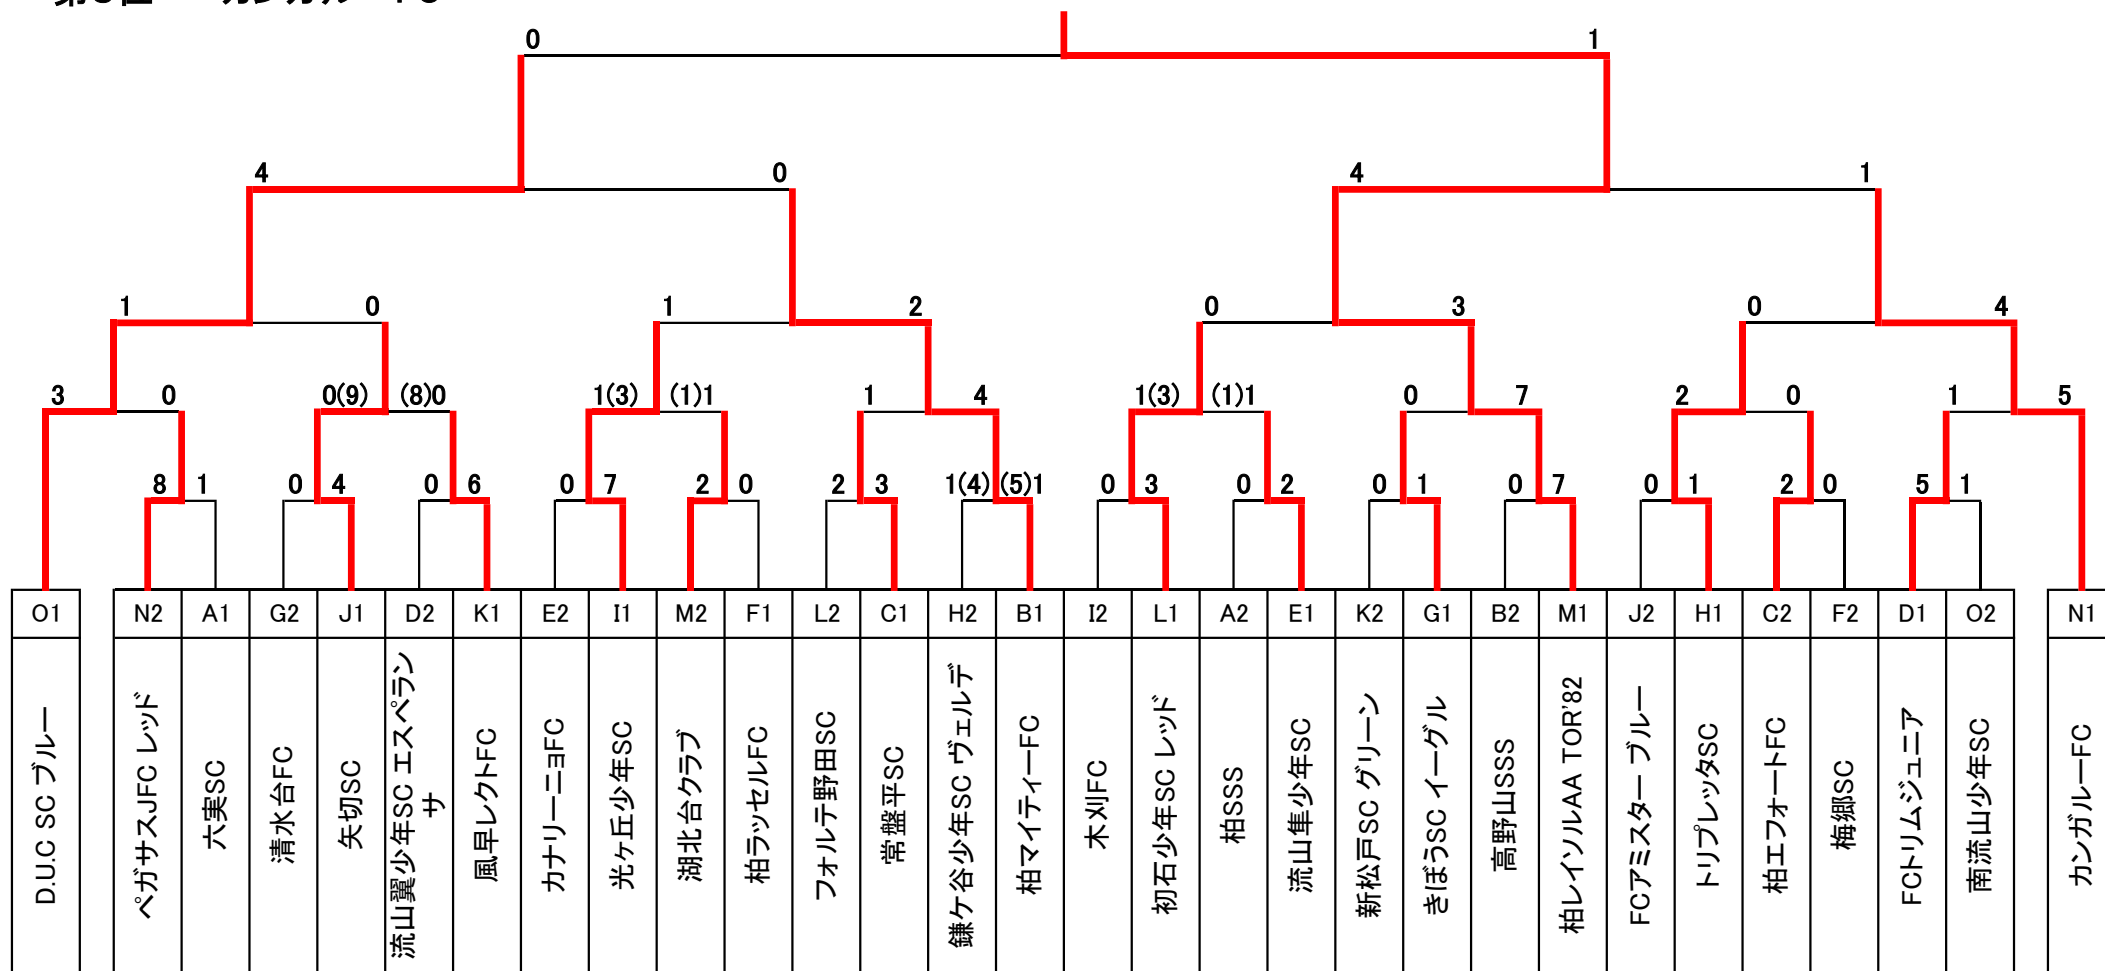 0 1
4 0 4 1
1 0 1 2 0 3 0 4
3 0 0(9) (8)0 1(3) (1)1 1 4 1(3) (1)1 0 7 2 0 1 5
8 1 0 4 0 6 0 7 2 0 2 3 1(4) (5)1 0 3 0 2 0 1 0 7 0 1 2 0 5 1
O1 N2 A1 G2 J1 D2 K1 E2 I1 M2 F1 L2 C1 H2 B1 I2 L1 A2 E1 K2 G1 B2 M1 J2 H1 C2 F2 D1 O2 N1
D.U.C SC ブルー
ペガサスJFC レッド
六実SC
清水台FC
矢切SC
流山翼少年SC エスペラン
サ
風早レクトFC
カナリーニョFC
光ヶ丘少年SC
湖北台クラブ
柏ラッセルFC
フォルテ野田SC
常盤平SC
鎌ケ谷少年SC ヴェルデ
柏マイティーFC
木刈FC
初石少年SC レッド
柏SSS
流山隼少年SC
新松戸SC グリーン
きぼうSC イーグル
高野山SSS
柏レイソルAA TOR'82
FCアミスター ブルー
トリプレッタSC
柏エフォートFC
梅郷SC
FCトリムジュニア
南流山少年SC
カンガルーFC